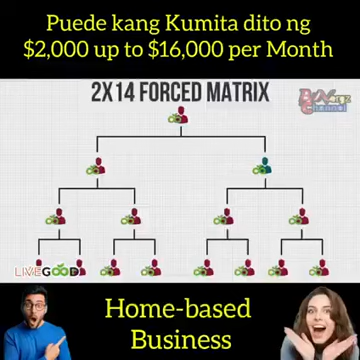 Puede kang Kumita dito ng
$2,000 up to $16,000 per Month
2X14 FORCED MATRIX
LIVEGOOD
Home-based
Business